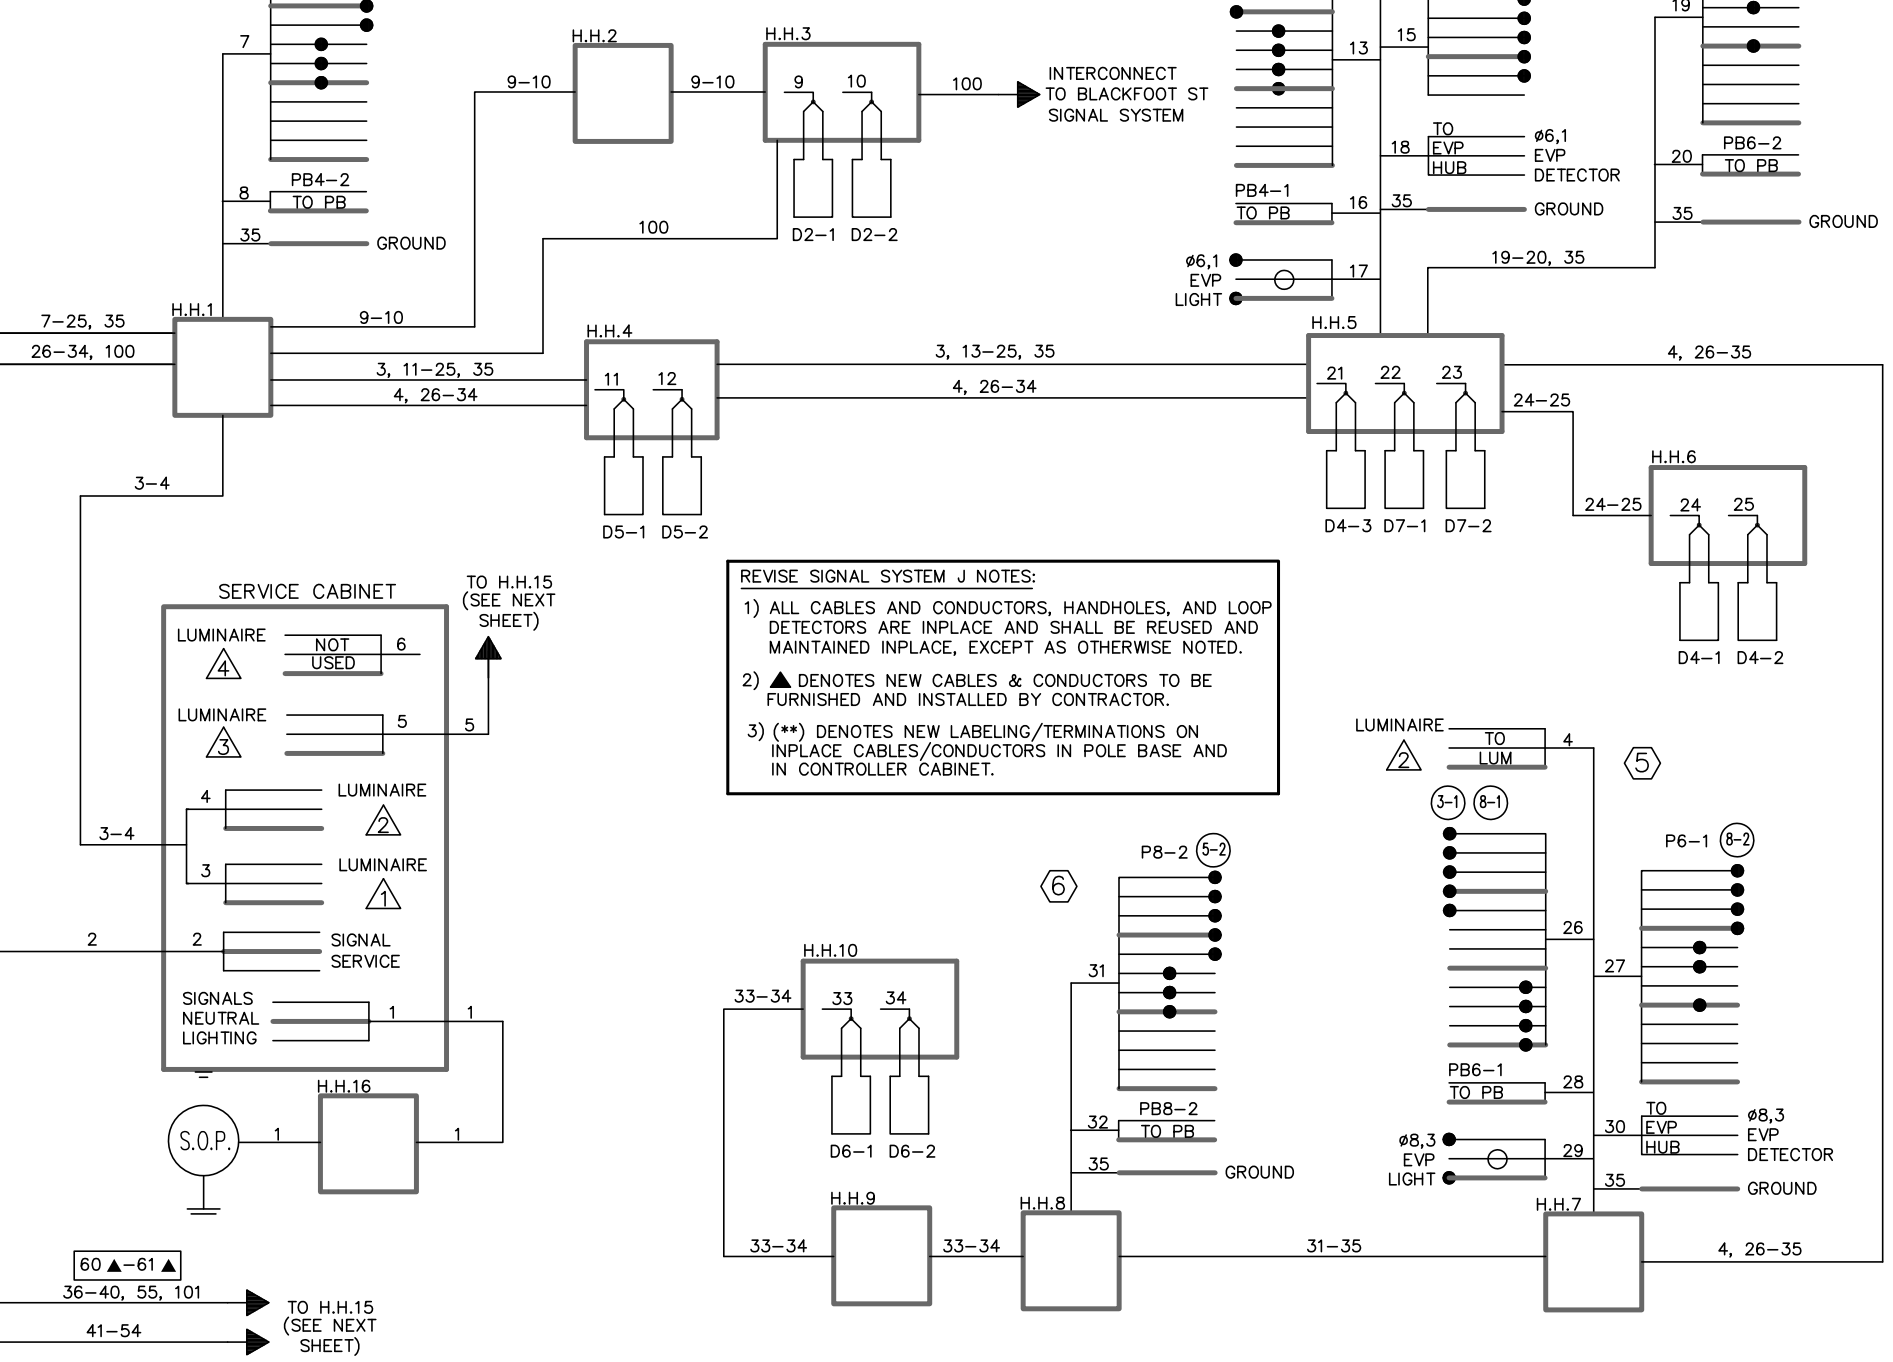 7
PB4-2
8
TO PB
35
GROUND
H.H.2
9-10
9-10
H.H.3
9
10
D2-1
D2-2
100
INTERCONNECT
TO BLACKFOOT ST
SIGNAL SYSTEM
100
13
15
TO
EVP
HUB
18
Ø6,1
EVP
DETECTOR
PB4-1
TO PB
16
35
GROUND
Ø6,1
EVP
LIGHT
17
19
PB6-2
20
TO PB
35
GROUND
19-20, 35
H.H.1
7-25, 35
26-34, 100
9-10
3, 11-25, 35
4, 26-34
H.H.4
11
12
D5-1
D5-2
3, 13-25, 35
4, 26-34
H.H.5
21
22
23
D4-3
D7-1
D7-2
4, 26-35
24-25
24-25
H.H.6
24
25
D4-1
D4-2
3-4
SERVICE CABINET
TO H.H.15
(SEE NEXT
SHEET)
LUMINAIRE
4
NOT
USED
6
LUMINAIRE
3
5
5
4
LUMINAIRE
2
3-4
3
LUMINAIRE
1
2
2
SIGNAL
SERVICE
SIGNALS
NEUTRAL
LIGHTING
1
1
H.H.16
S.O.P.
1
1
60 ▲-61 ▲
36-40, 55, 101
41-54
TO H.H.15
(SEE NEXT
SHEET)
REVISE SIGNAL SYSTEM J NOTES:
1) ALL CABLES AND CONDUCTORS, HANDHOLES, AND LOOP
DETECTORS ARE INPLACE AND SHALL BE REUSED AND
MAINTAINED INPLACE, EXCEPT AS OTHERWISE NOTED.
2) ▲ DENOTES NEW CABLES & CONDUCTORS TO BE
FURNISHED AND INSTALLED BY CONTRACTOR.
3) (**) DENOTES NEW LABELING/TERMINATIONS ON
INPLACE CABLES/CONDUCTORS IN POLE BASE AND
IN CONTROLLER CABINET.
H.H.10
33-34
33
34
D6-1
D6-2
H.H.9
33-34
33-34
6
P8-2
5-2
31
PB8-2
32
TO PB
35
GROUND
H.H.8
31-35
LUMINAIRE
2
TO
LUM
4
5
3-1
8-1
26
P6-1
8-2
27
PB6-1
TO PB
28
Ø8,3
EVP
LIGHT
29
30
TO
EVP
HUB
Ø8,3
EVP
DETECTOR
35
GROUND
H.H.7
4, 26-35